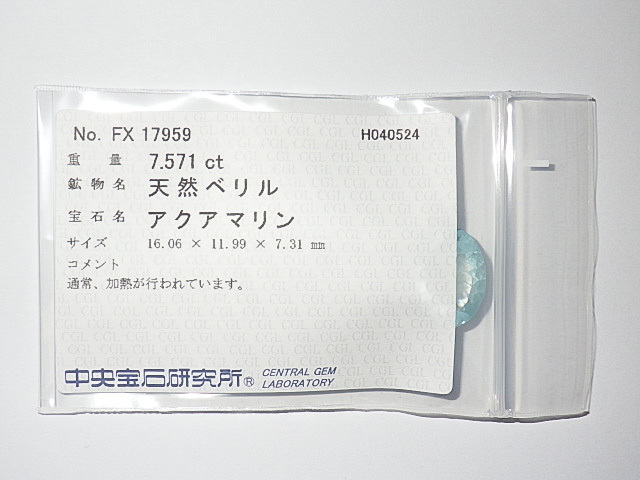 No. FX 17959 H040524
重量 7.571 ct
鉱物名 天然ベリル
宝石名 アクアマリン
サイズ 16.06 × 11.99 × 7.31 mm
コメント
通常、加熱が行われています。
中央宝石研究所® CENTRAL GEM LABORATORY